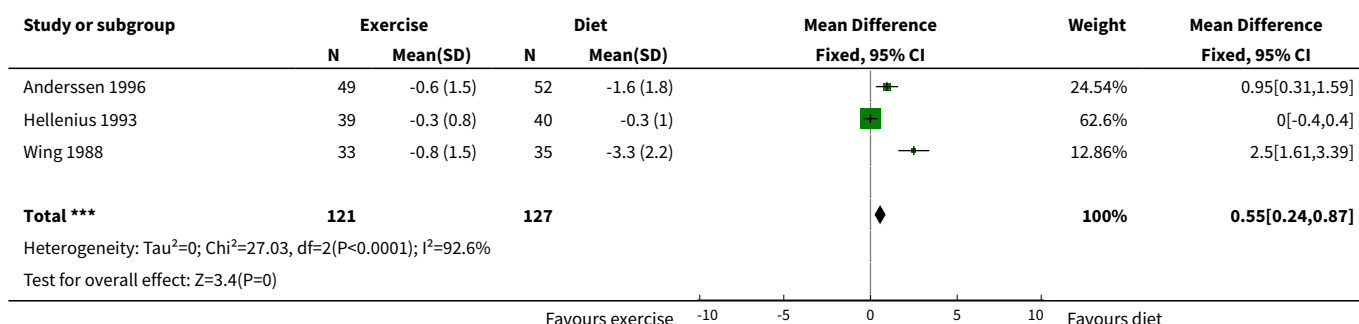 Study or subgroup Exercise Diet Mean Difference Weight Mean Difference
N Mean(SD) N Mean(SD) Fixed, 95% CI Fixed, 95% CI
Anderssen 1996 49 -0.6 (1.5) 52 -1.6 (1.8) 24.54% 0.95[0.31,1.59]
Hellenius 1993 39 -0.3 (0.8) 40 -0.3 (1) 62.6% 0[-0.4,0.4]
Wing 1988 33 -0.8 (1.5) 35 -3.3 (2.2) 12.86% 2.5[1.61,3.39]
Total *** 121 127 100% 0.55[0.24,0.87]
Heterogeneity: Tau²=0; Chi²=27.03, df=2(P<0.0001); I²=92.6%
Test for overall effect: Z=3.4(P=0)
Favours exercise -10 -5 0 5 10 Favours diet